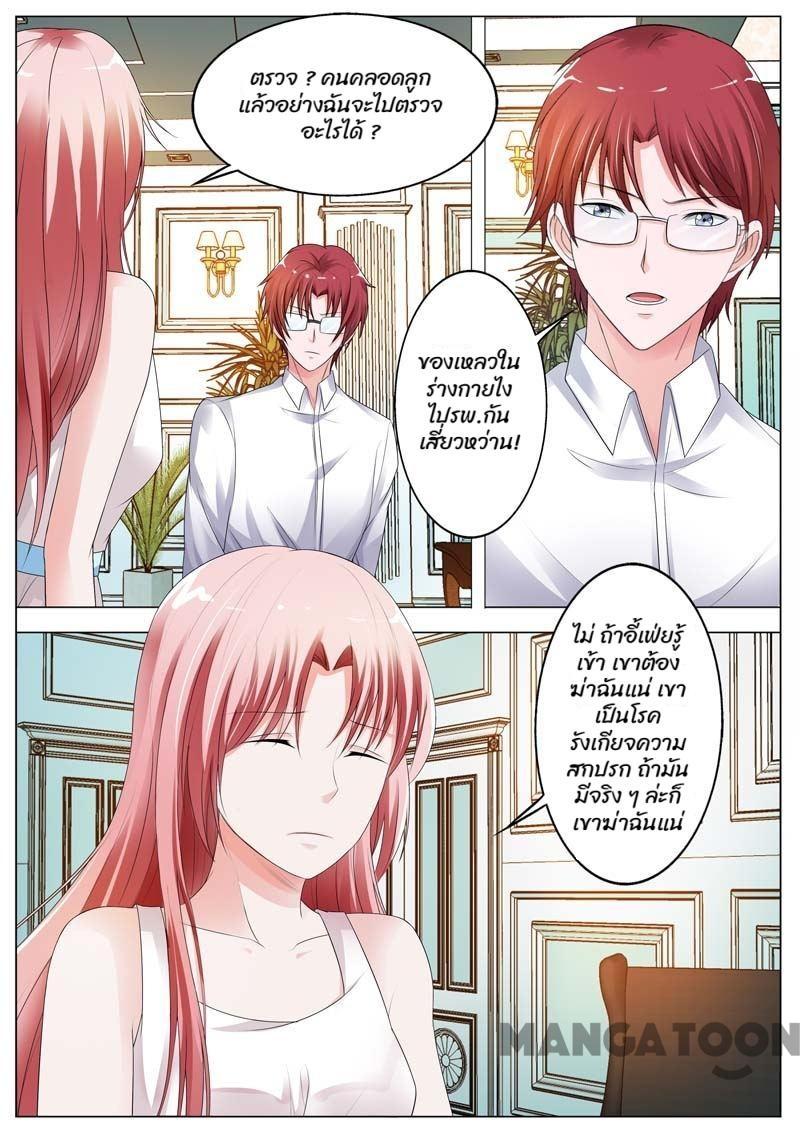 ตรวจ ? คนคลอดลูก
แล้วอย่างฉันจะไปตรวจ
อะไรได้ ?
ของเหลวใน
ร่างกายไง
ไปรพ.กัน
เสี่ยวหว่าน!
ไม่ ถ้าอี้เฟยรู้
เข้า เขาต้อง
ฆ่าฉันแน่ เขา
เป็นโรค
รังเกียจความ
สกปรก ถ้ามัน
มีจริง ๆ ล่ะก็
เขาฆ่าฉันแน่
MANGATOON